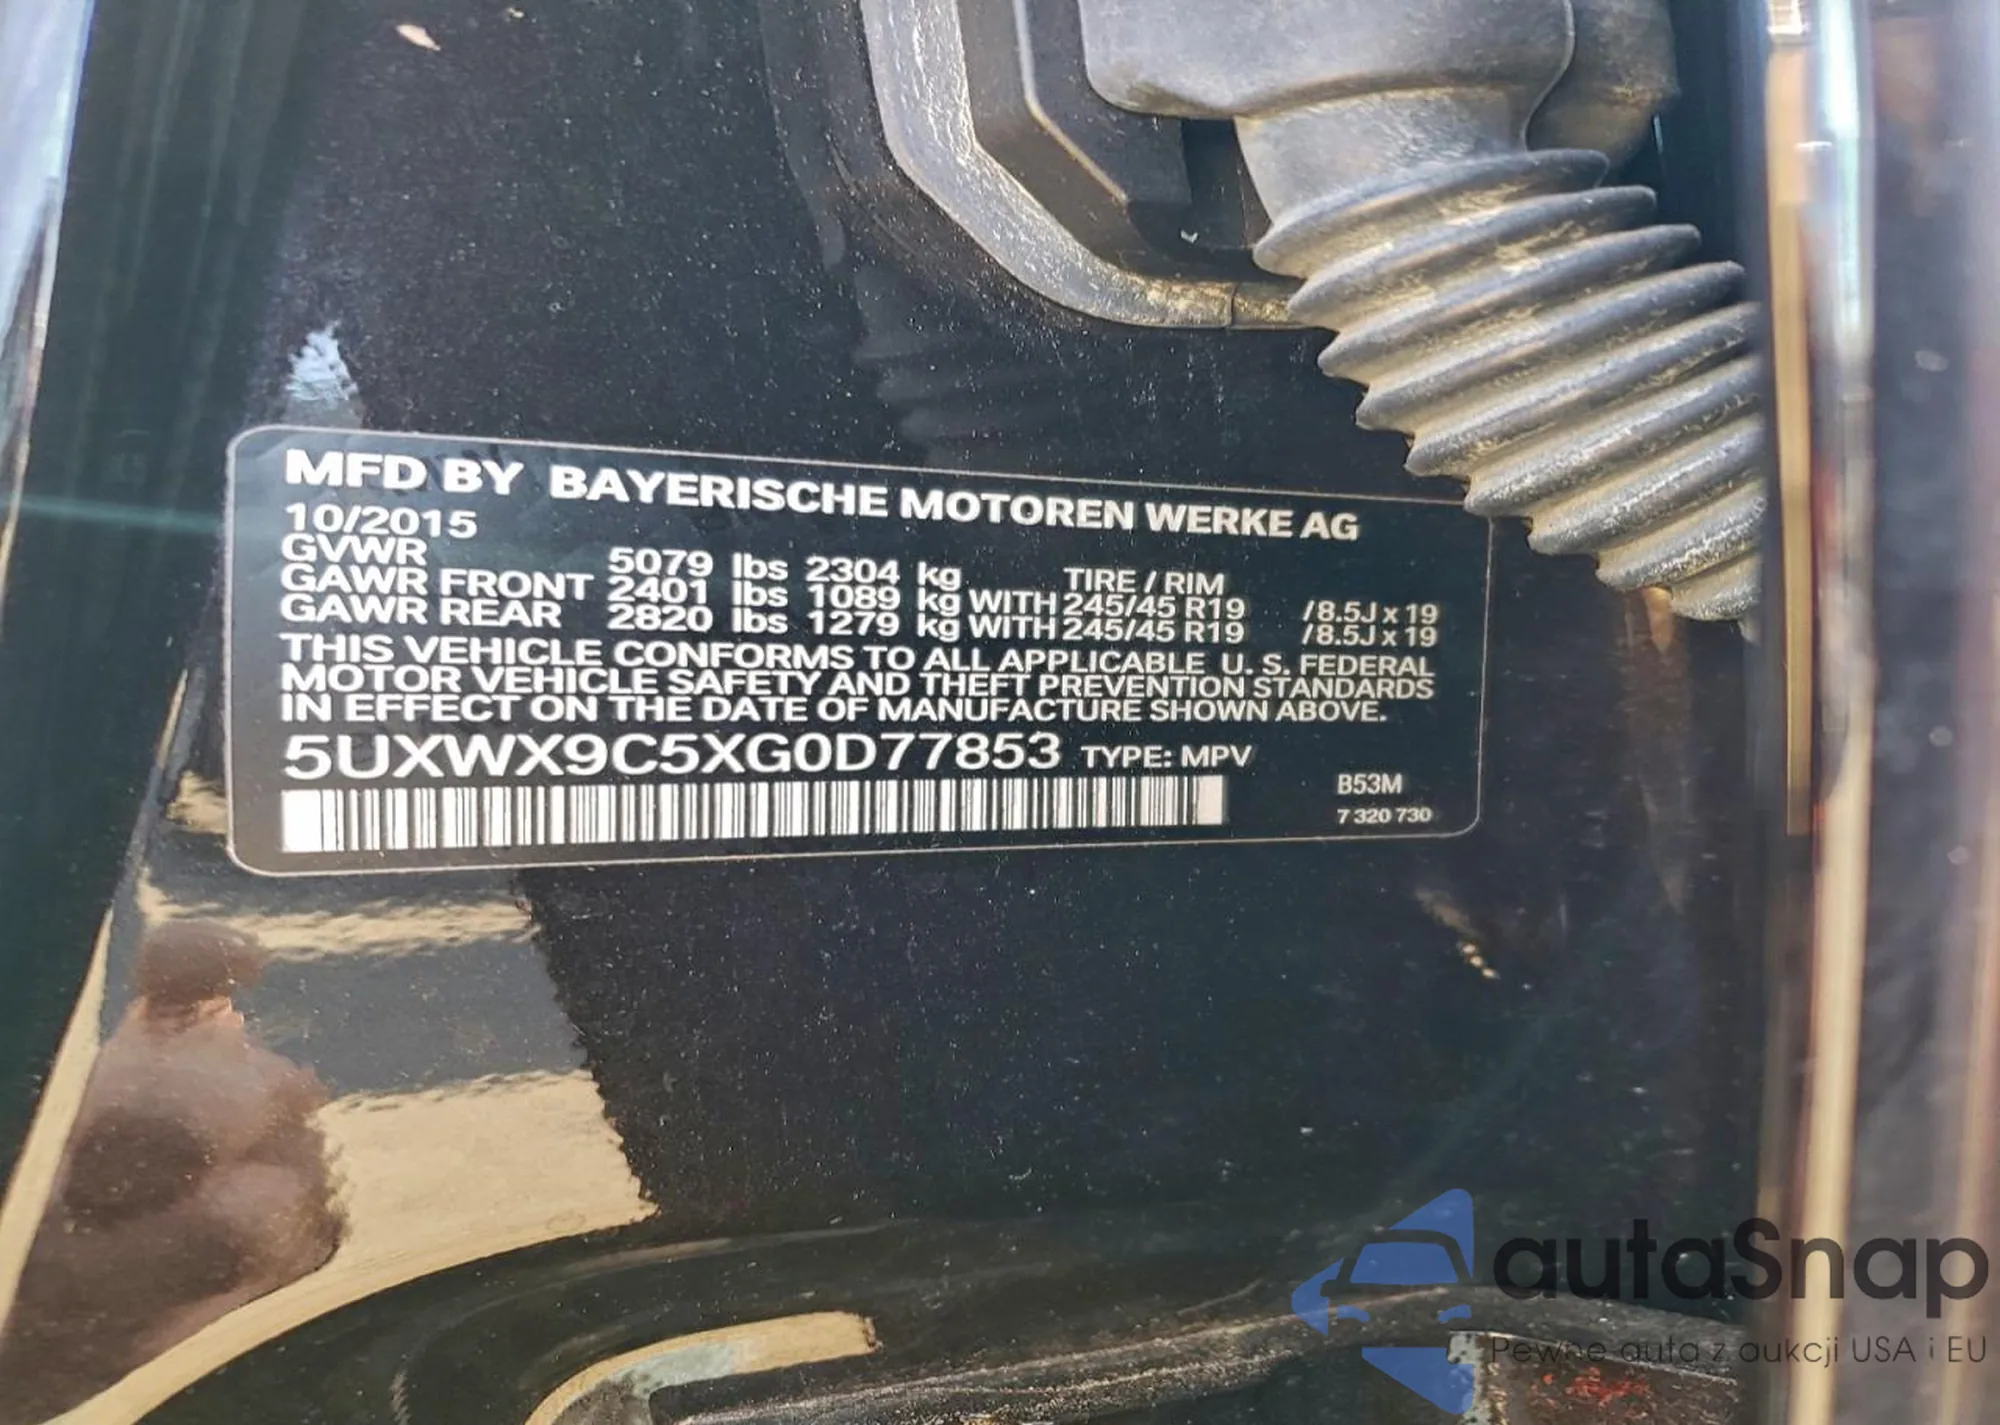 MFD BY BAYERISCHE MOTOREN WERKE AG
10/2015
GVWR 5079 lbs 2304 kg TIRE / RIM
GAWR FRONT 2401 lbs 1089 kg WITH 245/45 R19 /8.5J x 19
GAWR REAR 2820 lbs 1279 kg WITH 245/45 R19 /8.5J x 19
THIS VEHICLE CONFORMS TO ALL APPLICABLE U. S. FEDERAL
MOTOR VEHICLE SAFETY AND THEFT PREVENTION STANDARDS
IN EFFECT ON THE DATE OF MANUFACTURE SHOWN ABOVE.
5UXWX9C5XG0D77853 TYPE: MPV
B53M
7 320 730
autaSnap
Pewne auta z aukcji USA i EU